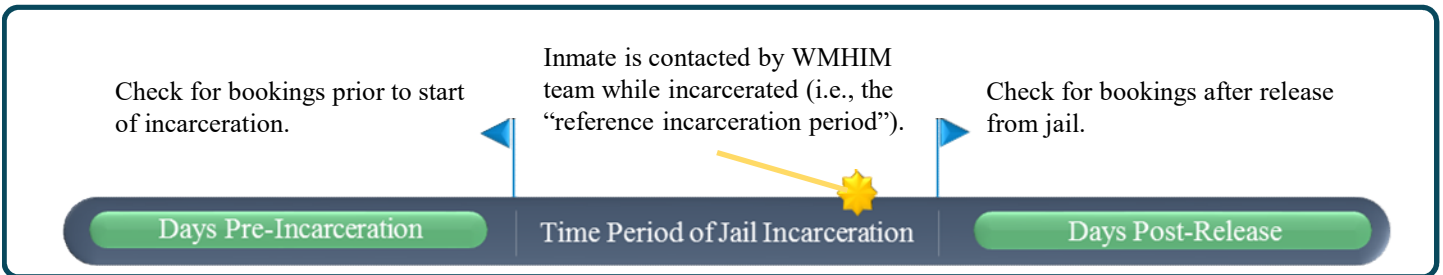 Check for bookings prior to start
of incarceration.
Inmate is contacted by WMHIM
team while incarcerated (i.e., the
“reference incarceration period”).
Check for bookings after release
from jail.
Days Pre-Incarceration
Time Period of Jail Incarceration
Days Post-Release